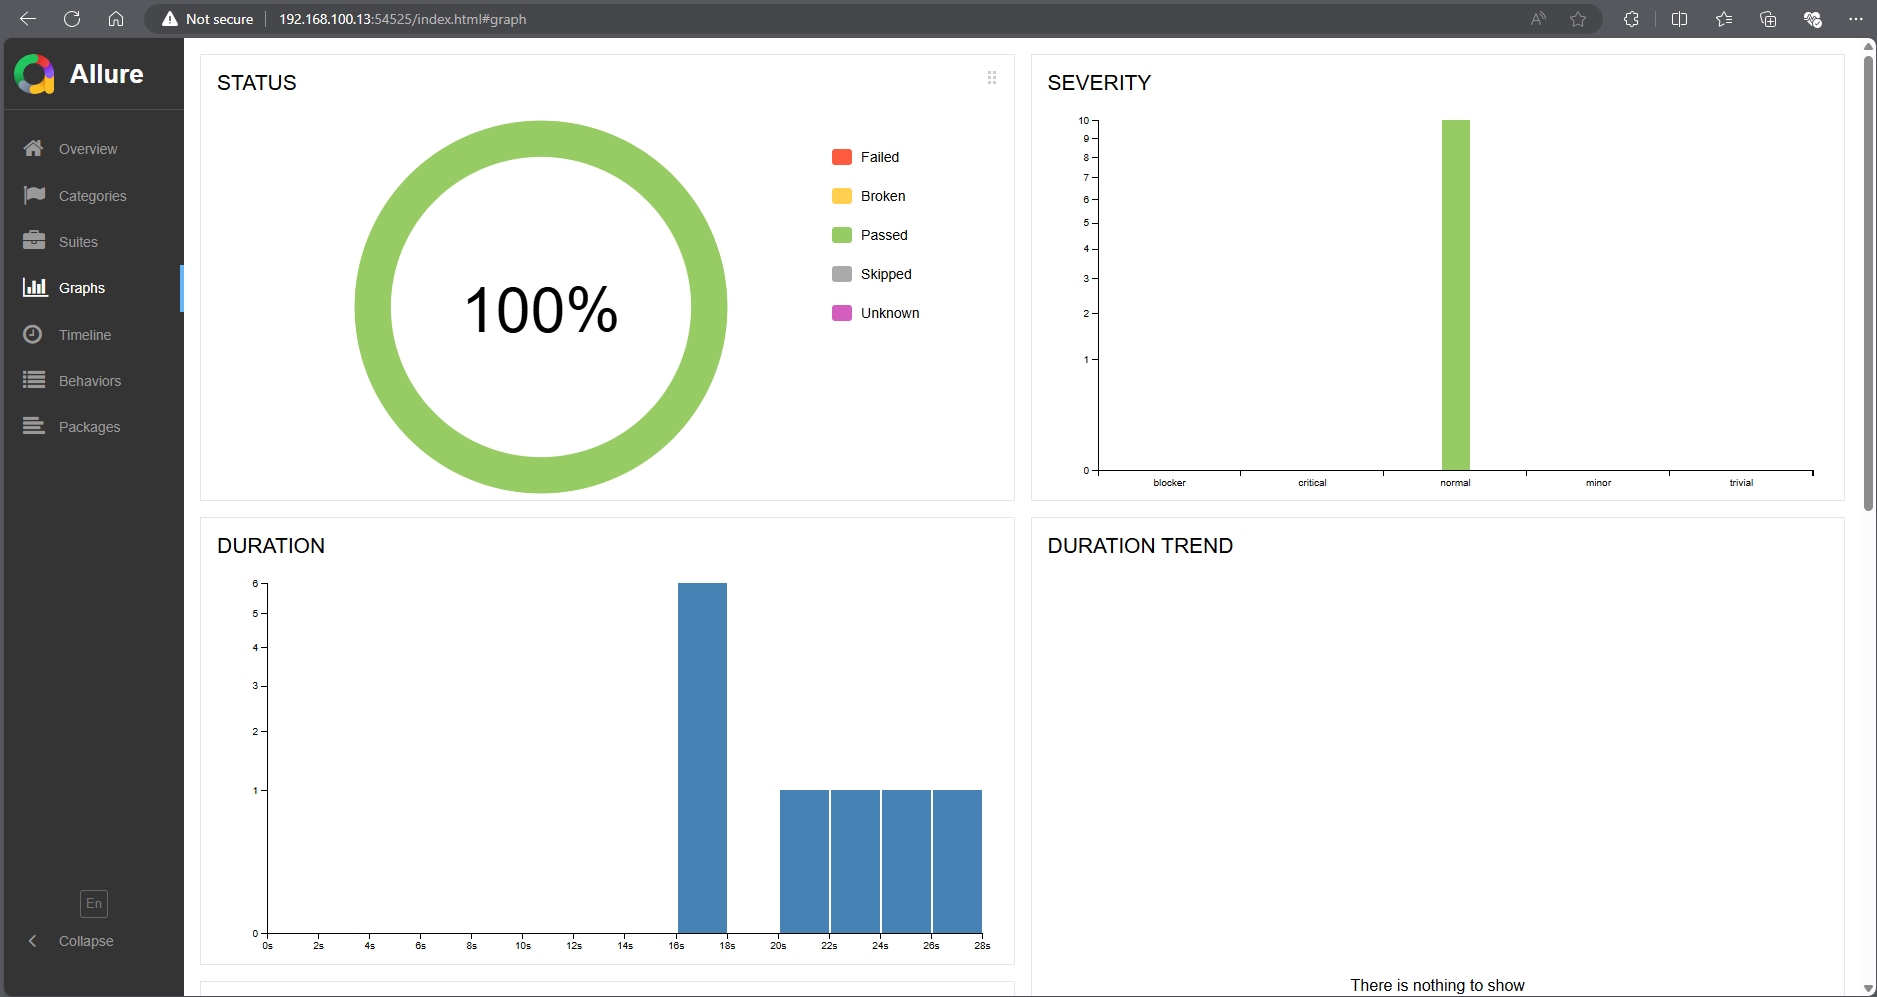 Not secure
192.168.100.13:54525/index.html#graph
Allure
Overview
Categories
Suites
Graphs
Timeline
Behaviors
Packages
En
Collapse
STATUS
100%
Failed
Broken
Passed
Skipped
Unknown
SEVERITY
10
9
8
7
6
5
4
3
2
1
0
blocker critical normal minor trivial
DURATION
6
5
4
3
2
1
0
0s 2s 4s 6s 8s 10s 12s 14s 16s 18s 20s 22s 24s 26s 28s
DURATION TREND
There is nothing to show